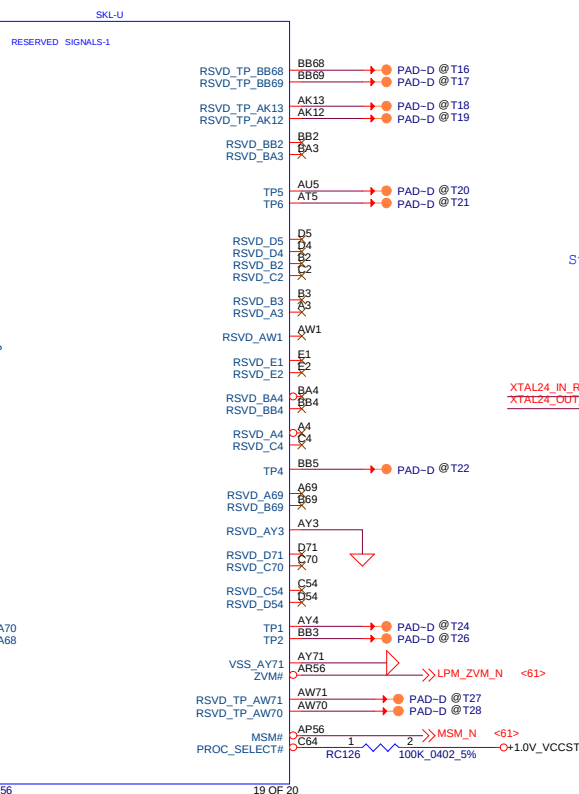 SKL-U
RESERVED SIGNALS-1
RSVD_TP_BB68 BB68 PAD~D @T16
RSVD_TP_BB69 BB69 PAD~D @T17
RSVD_TP_AK13 AK13 PAD~D @T18
RSVD_TP_AK12 AK12 PAD~D @T19
RSVD_BB2 BB2
RSVD_BA3 BA3
TP5 AU5 PAD~D @T20
TP6 AT5 PAD~D @T21
RSVD_D5 D5
RSVD_D4 D4
RSVD_B2 B2
RSVD_C2 C2
RSVD_B3 B3
RSVD_A3 A3
RSVD_AW1 AW1
RSVD_E1 E1
RSVD_E2 E2
RSVD_BA4 BA4
RSVD_BB4 BB4
XTAL24_IN_R
XTAL24_OUT
RSVD_A4 A4
RSVD_C4 C4
TP4 BB5 PAD~D @T22
RSVD_A69 A69
RSVD_B69 B69
RSVD_AY3 AY3
RSVD_D71 D71
RSVD_C70 C70
RSVD_C54 C54
RSVD_D54 D54
A70 TP1 AY4 PAD~D @T24
A68 TP2 BB3 PAD~D @T26
VSS_AY71 AY71
ZVM# AR56 LPM_ZVM_N <61>
RSVD_TP_AW71 AW71 PAD~D @T27
RSVD_TP_AW70 AW70 PAD~D @T28
MSM# AP56 MSM_N <61>
PROC_SELECT# C64 1 2 +1.0V_VCCST
RC126 100K_0402_5%
56 19 OF 20